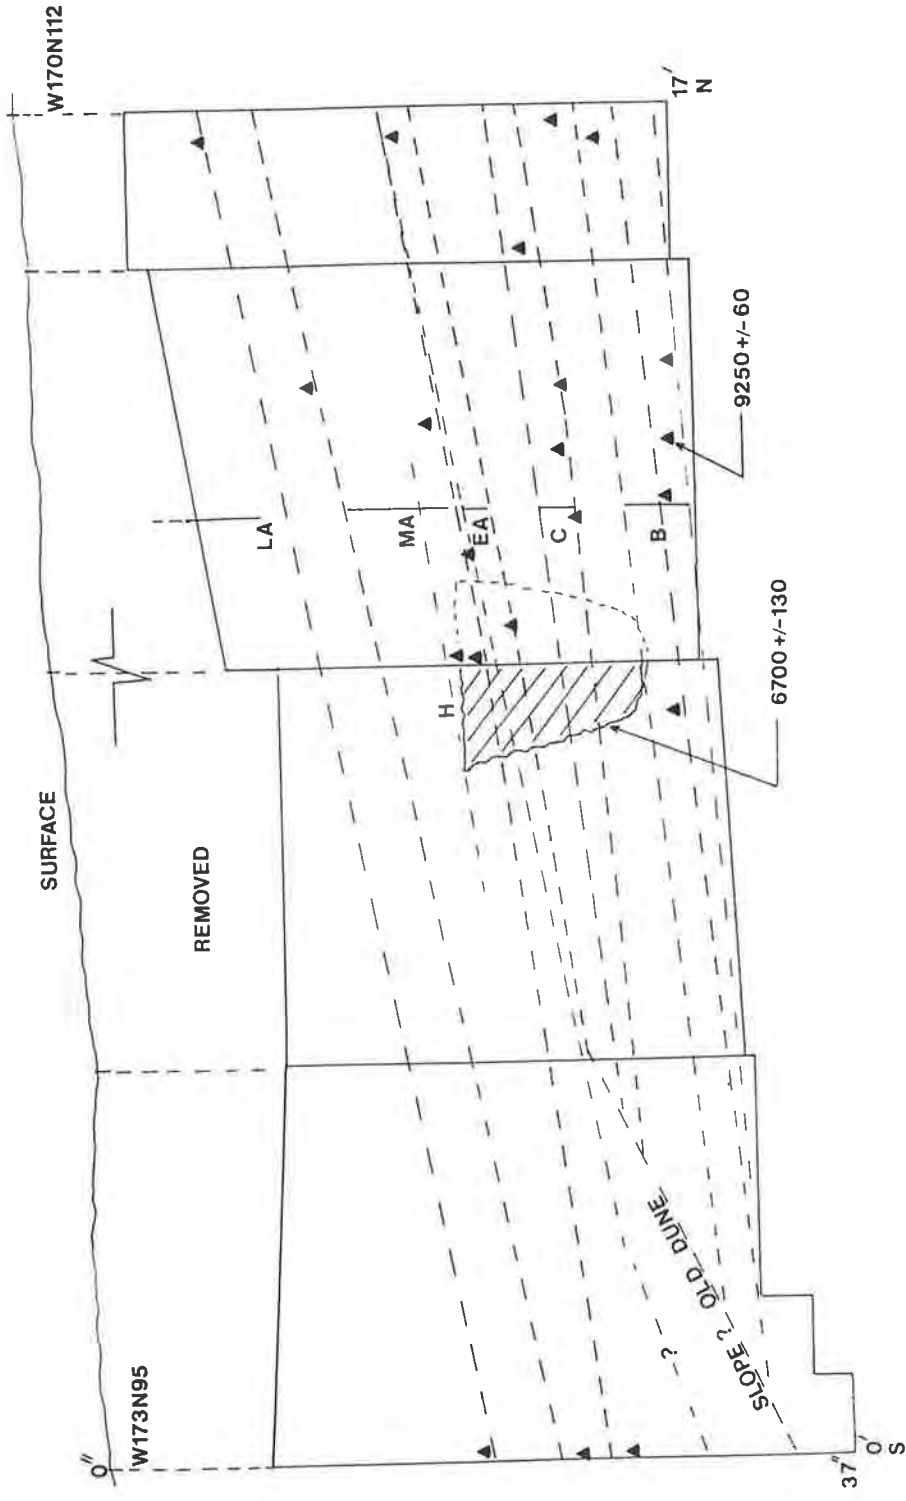 0"
W173N95
SURFACE
W170N112
REMOVED
LA
MA
EA
C
B
H
SLOPE ? OLD DUNE
?
6700+/-130
9250+/-60
37"
0'
S
17'
N